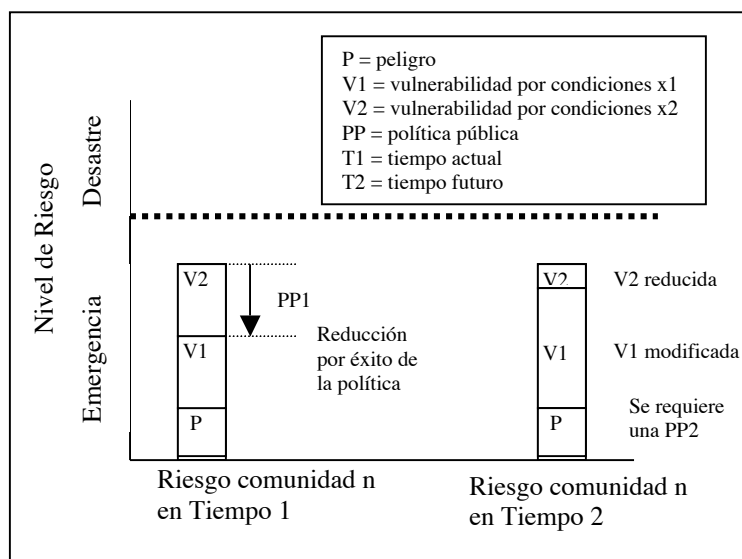 P = peligro
V1 = vulnerabilidad por condiciones x1
V2 = vulnerabilidad por condiciones x2
PP = política pública
T1 = tiempo actual
T2 = tiempo futuro
Nivel de Riesgo
Desastre
Emergencia
V2
PP1
V1
Reducción
por éxito de
la política
P
V2
V2 reducida
V1
V1 modificada
P
Se requiere
una PP2
Riesgo comunidad n
en Tiempo 1
Riesgo comunidad n
en Tiempo 2